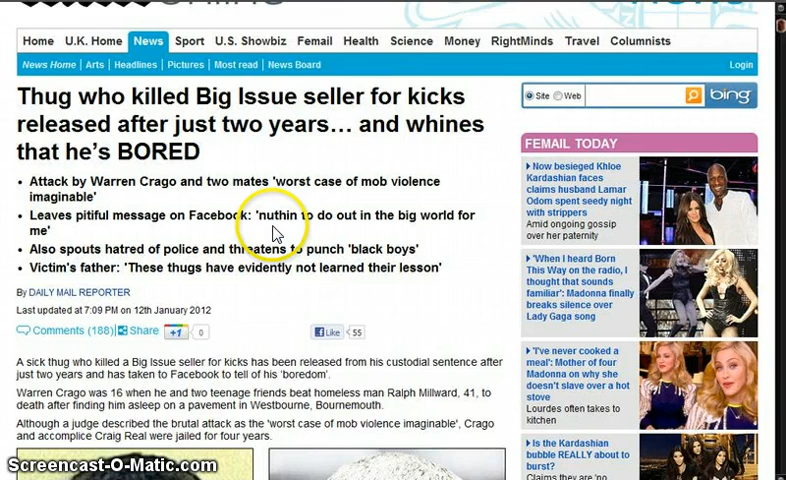 Home U.K. Home News Sport U.S. Showbiz Femail Health Science Money RightMinds Travel Columnists
News Home Arts Headlines Pictures Most read News Board Login
Thug who killed Big Issue seller for kicks
released after just two years… and whines
that he's BORED
• Attack by Warren Crago and two mates 'worst case of mob violence
imaginable'
• Leaves pitiful message on Facebook: 'nuthin to do out in the big world for
me'
• Also spouts hatred of police and threatens to punch 'black boys'
• Victim's father: 'These thugs have evidently not learned their lesson'
By DAILY MAIL REPORTER
Last updated at 7:09 PM on 12th January 2012
Comments (188) Share +1 0 Like 55
A sick thug who killed a Big Issue seller for kicks has been released from his custodial sentence after
just two years and has taken to Facebook to tell of his 'boredom'.
Warren Crago was 16 when he and two teenage friends beat homeless man Ralph Millward, 41, to
death after finding him asleep on a pavement in Westbourne, Bournemouth.
Although a judge described the brutal attack as the 'worst case of mob violence imaginable', Crago
and accomplice Craig Real were jailed for four years.
Site Web bing
FEMAIL TODAY
Now besieged Khloe
Kardashian faces
claims husband Lamar
Odom spent seedy night
with strippers
Amid ongoing gossip
over her paternity
'When I heard Born
This Way on the radio, I
thought that sounds
familiar': Madonna finally
breaks silence over
Lady Gaga song
'I've never cooked a
meal': Mother of four
Madonna on why she
doesn't slave over a hot
stove
Lourdes often takes to
kitchen
Is the Kardashian
bubble REALLY about to
burst?
Claims they are 'no
Screencast-O-Matic.com